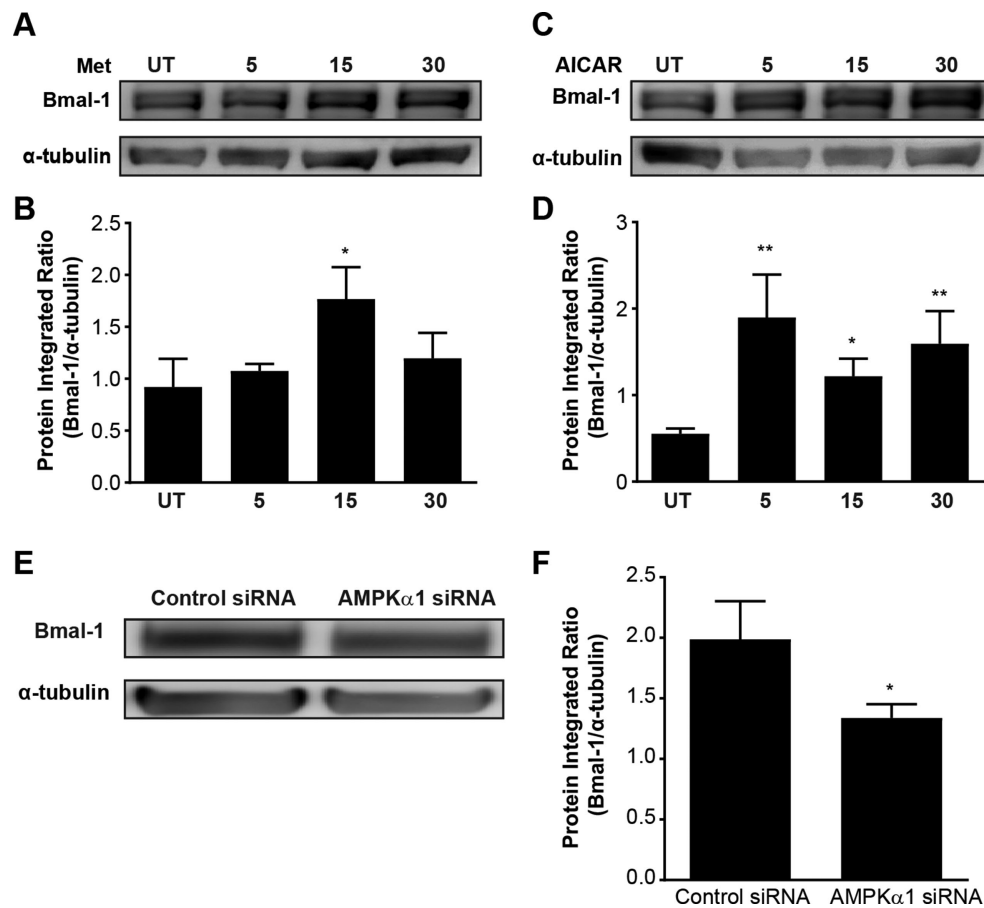 A
Met UT 5 15 30
Bmal-1
α-tubulin
B
Protein Integrated Ratio
(Bmal-1/α-tubulin)
2.5
2.0
1.5
1.0
0.5
0.0
*
UT 5 15 30
C
AICAR UT 5 15 30
Bmal-1
α-tubulin
D
Protein Integrated Ratio
(Bmal-1/α-tubulin)
3
2
1
0
**
*
**
UT 5 15 30
E
Control siRNA AMPKα1 siRNA
Bmal-1
α-tubulin
F
Protein Integrated Ratio
(Bmal-1/α-tubulin)
2.5
2.0
1.5
1.0
0.5
0.0
*
Control siRNA AMPKα1 siRNA